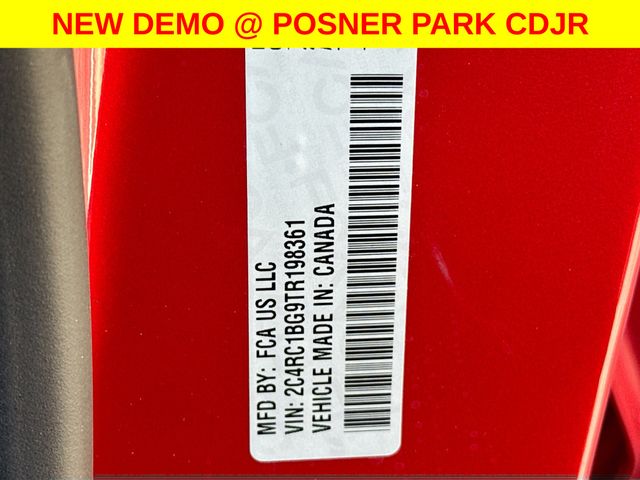 NEW DEMO @ POSNER PARK CDJR
MFD BY: FCA US LLC
VIN: 2C4RC1BG9TR198361
VEHICLE MADE IN: CANADA